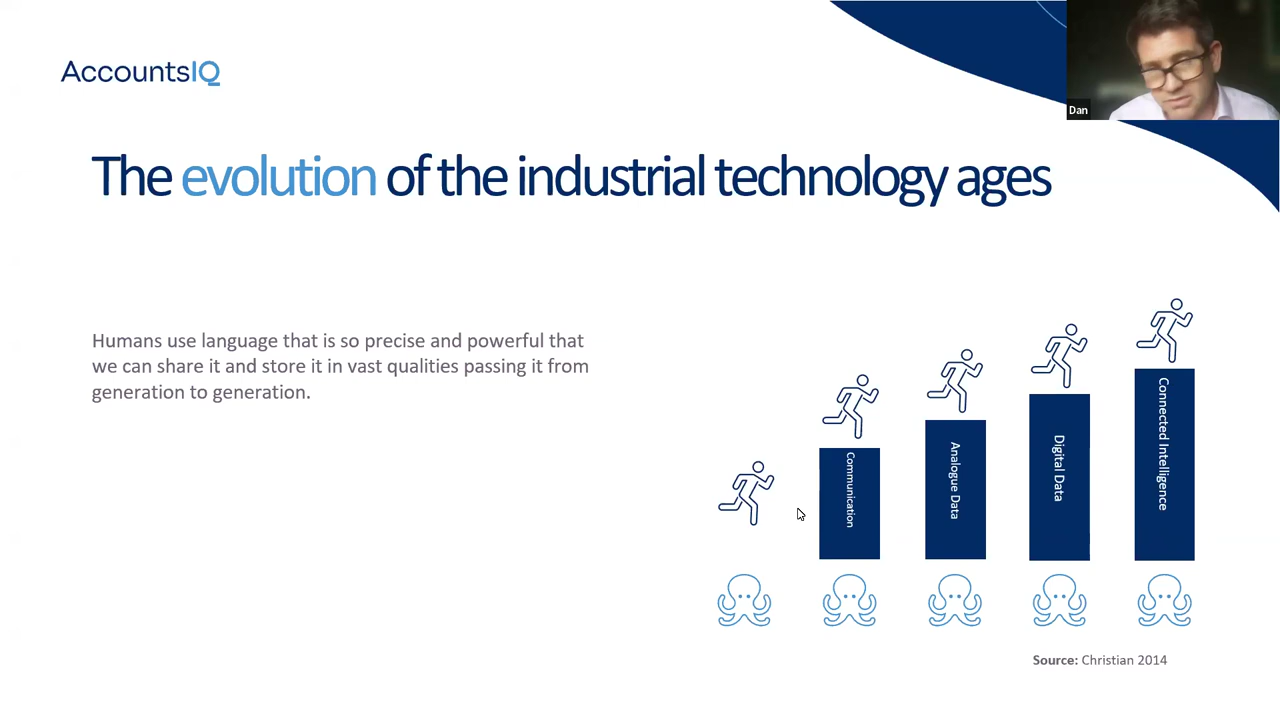 AccountsIQ
Dan
The evolution of the industrial technology ages
Humans use language that is so precise and powerful that
we can share it and store it in vast qualities passing it from
generation to generation.
Communication
Analogue Data
Digital Data
Connected Intelligence
Source: Christian 2014